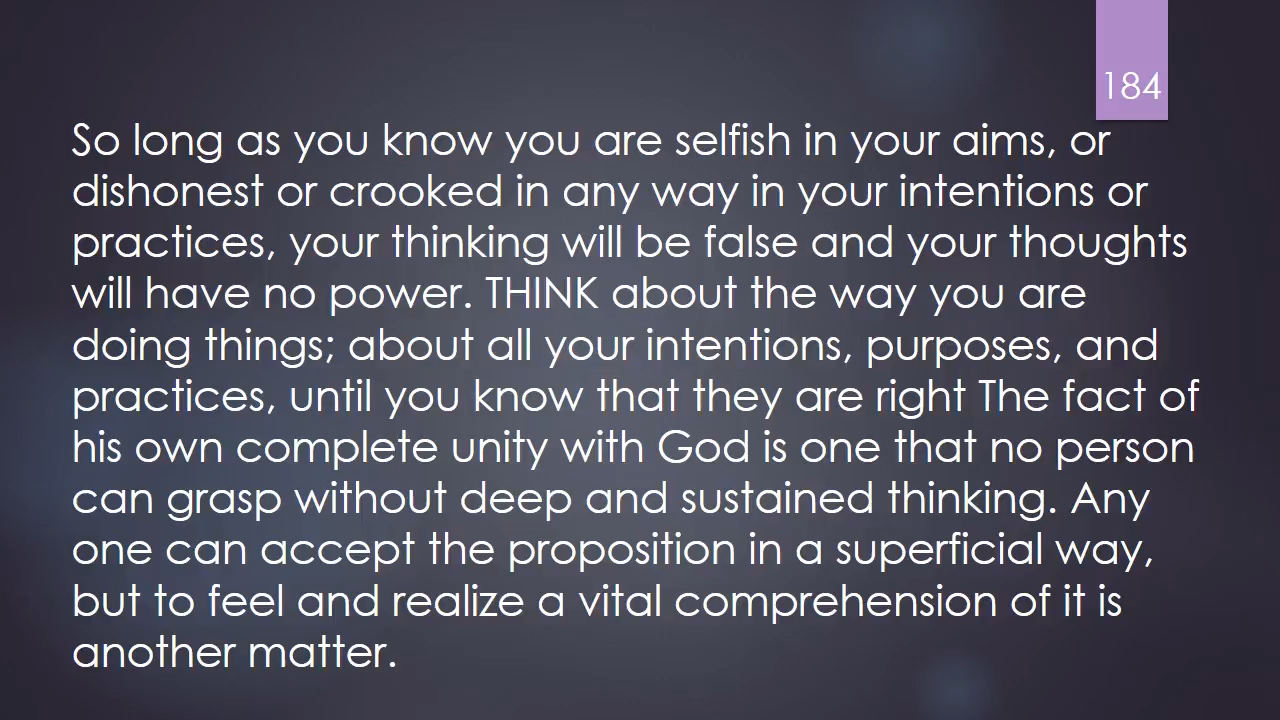 184
So long as you know you are selfish in your aims, or
dishonest or crooked in any way in your intentions or
practices, your thinking will be false and your thoughts
will have no power. THINK about the way you are
doing things; about all your intentions, purposes, and
practices, until you know that they are right The fact of
his own complete unity with God is one that no person
can grasp without deep and sustained thinking. Any
one can accept the proposition in a superficial way,
but to feel and realize a vital comprehension of it is
another matter.